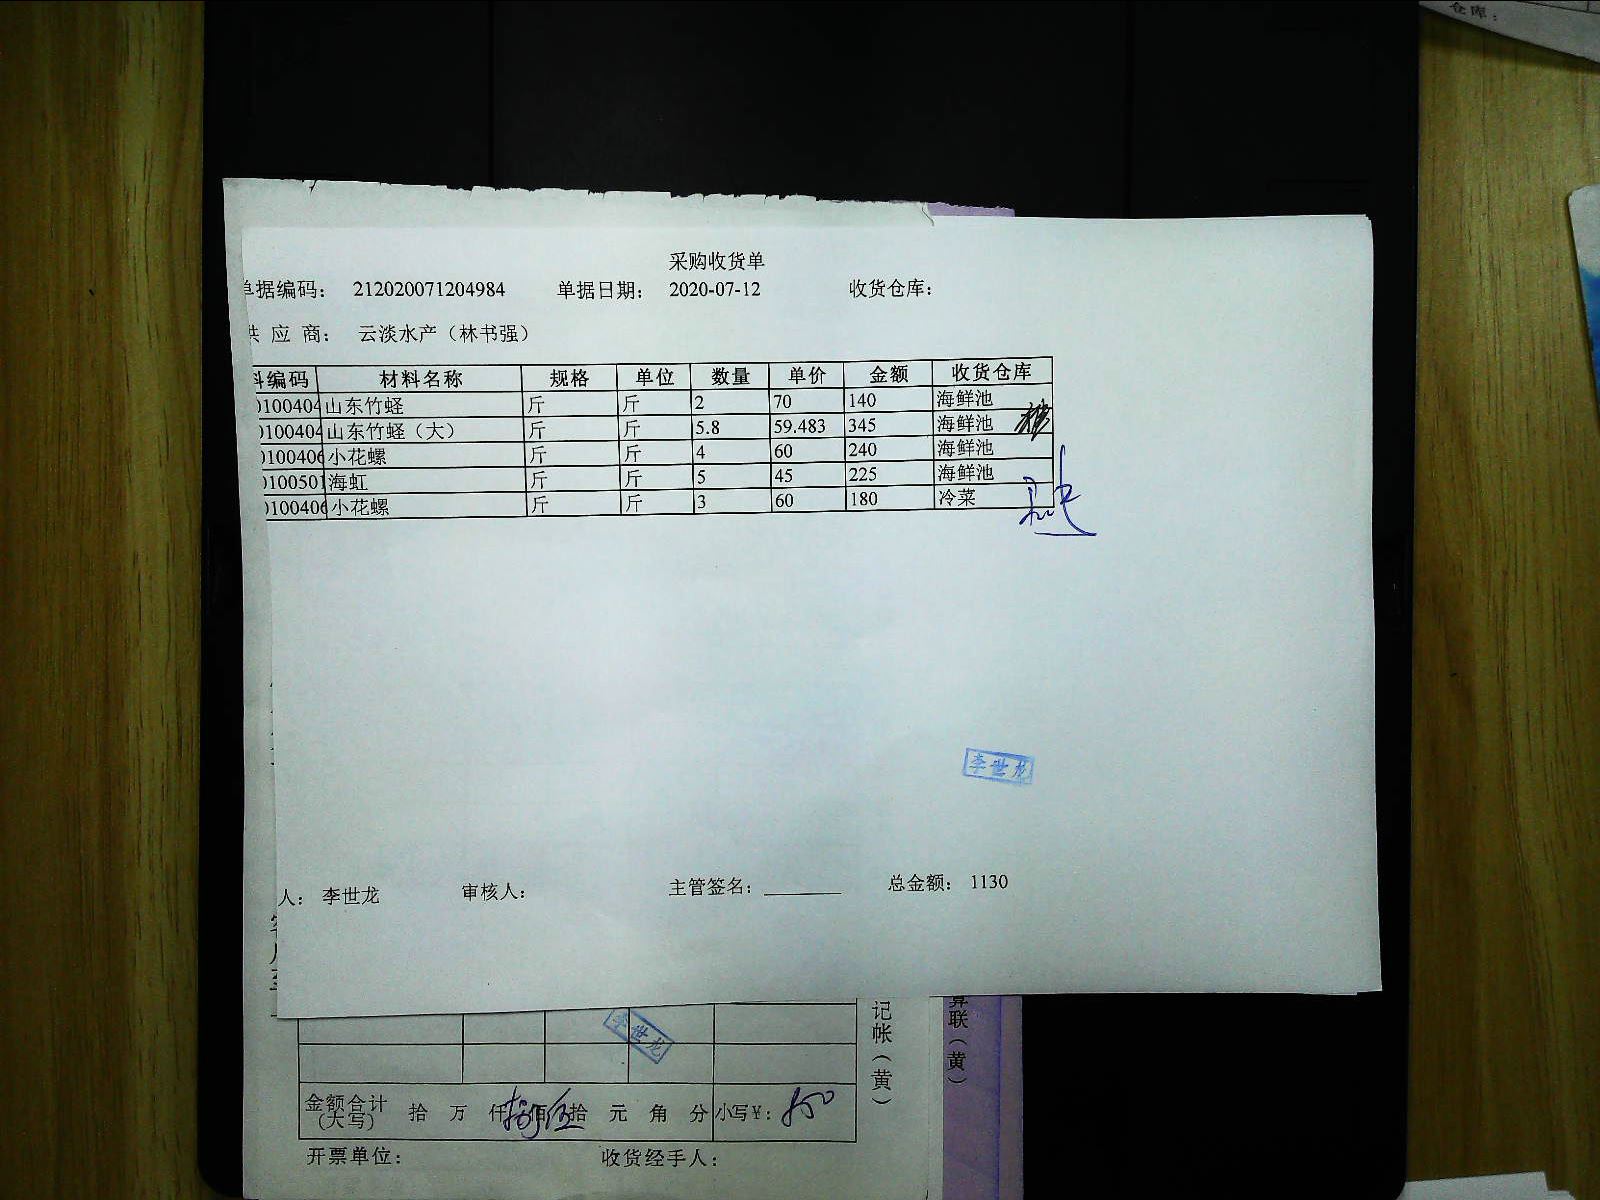 仓库：
采购收货单
单据编码： 212020071204984 单据日期： 2020-07-12 收货仓库：
供 应 商： 云淡水产（林书强）
料编码 材料名称 规格 单位 数量 单价 金额 收货仓库
0100404 山东竹蛏 斤 斤 2 70 140 海鲜池
0100404 山东竹蛏（大） 斤 斤 5.8 59.483 345 海鲜池
0100406 小花螺 斤 斤 4 60 240 海鲜池
0100501 海虹 斤 斤 5 45 225 海鲜池
0100406 小花螺 斤 斤 3 60 180 冷菜
李世龙
人： 李世龙 审核人： 主管签名： 总金额： 1130
李世龙
记帐（黄）
联（黄）
金额合计（大写） 拾 万 仟 佰 拾 元 角 分 小写¥：
开票单位： 收货经手人：